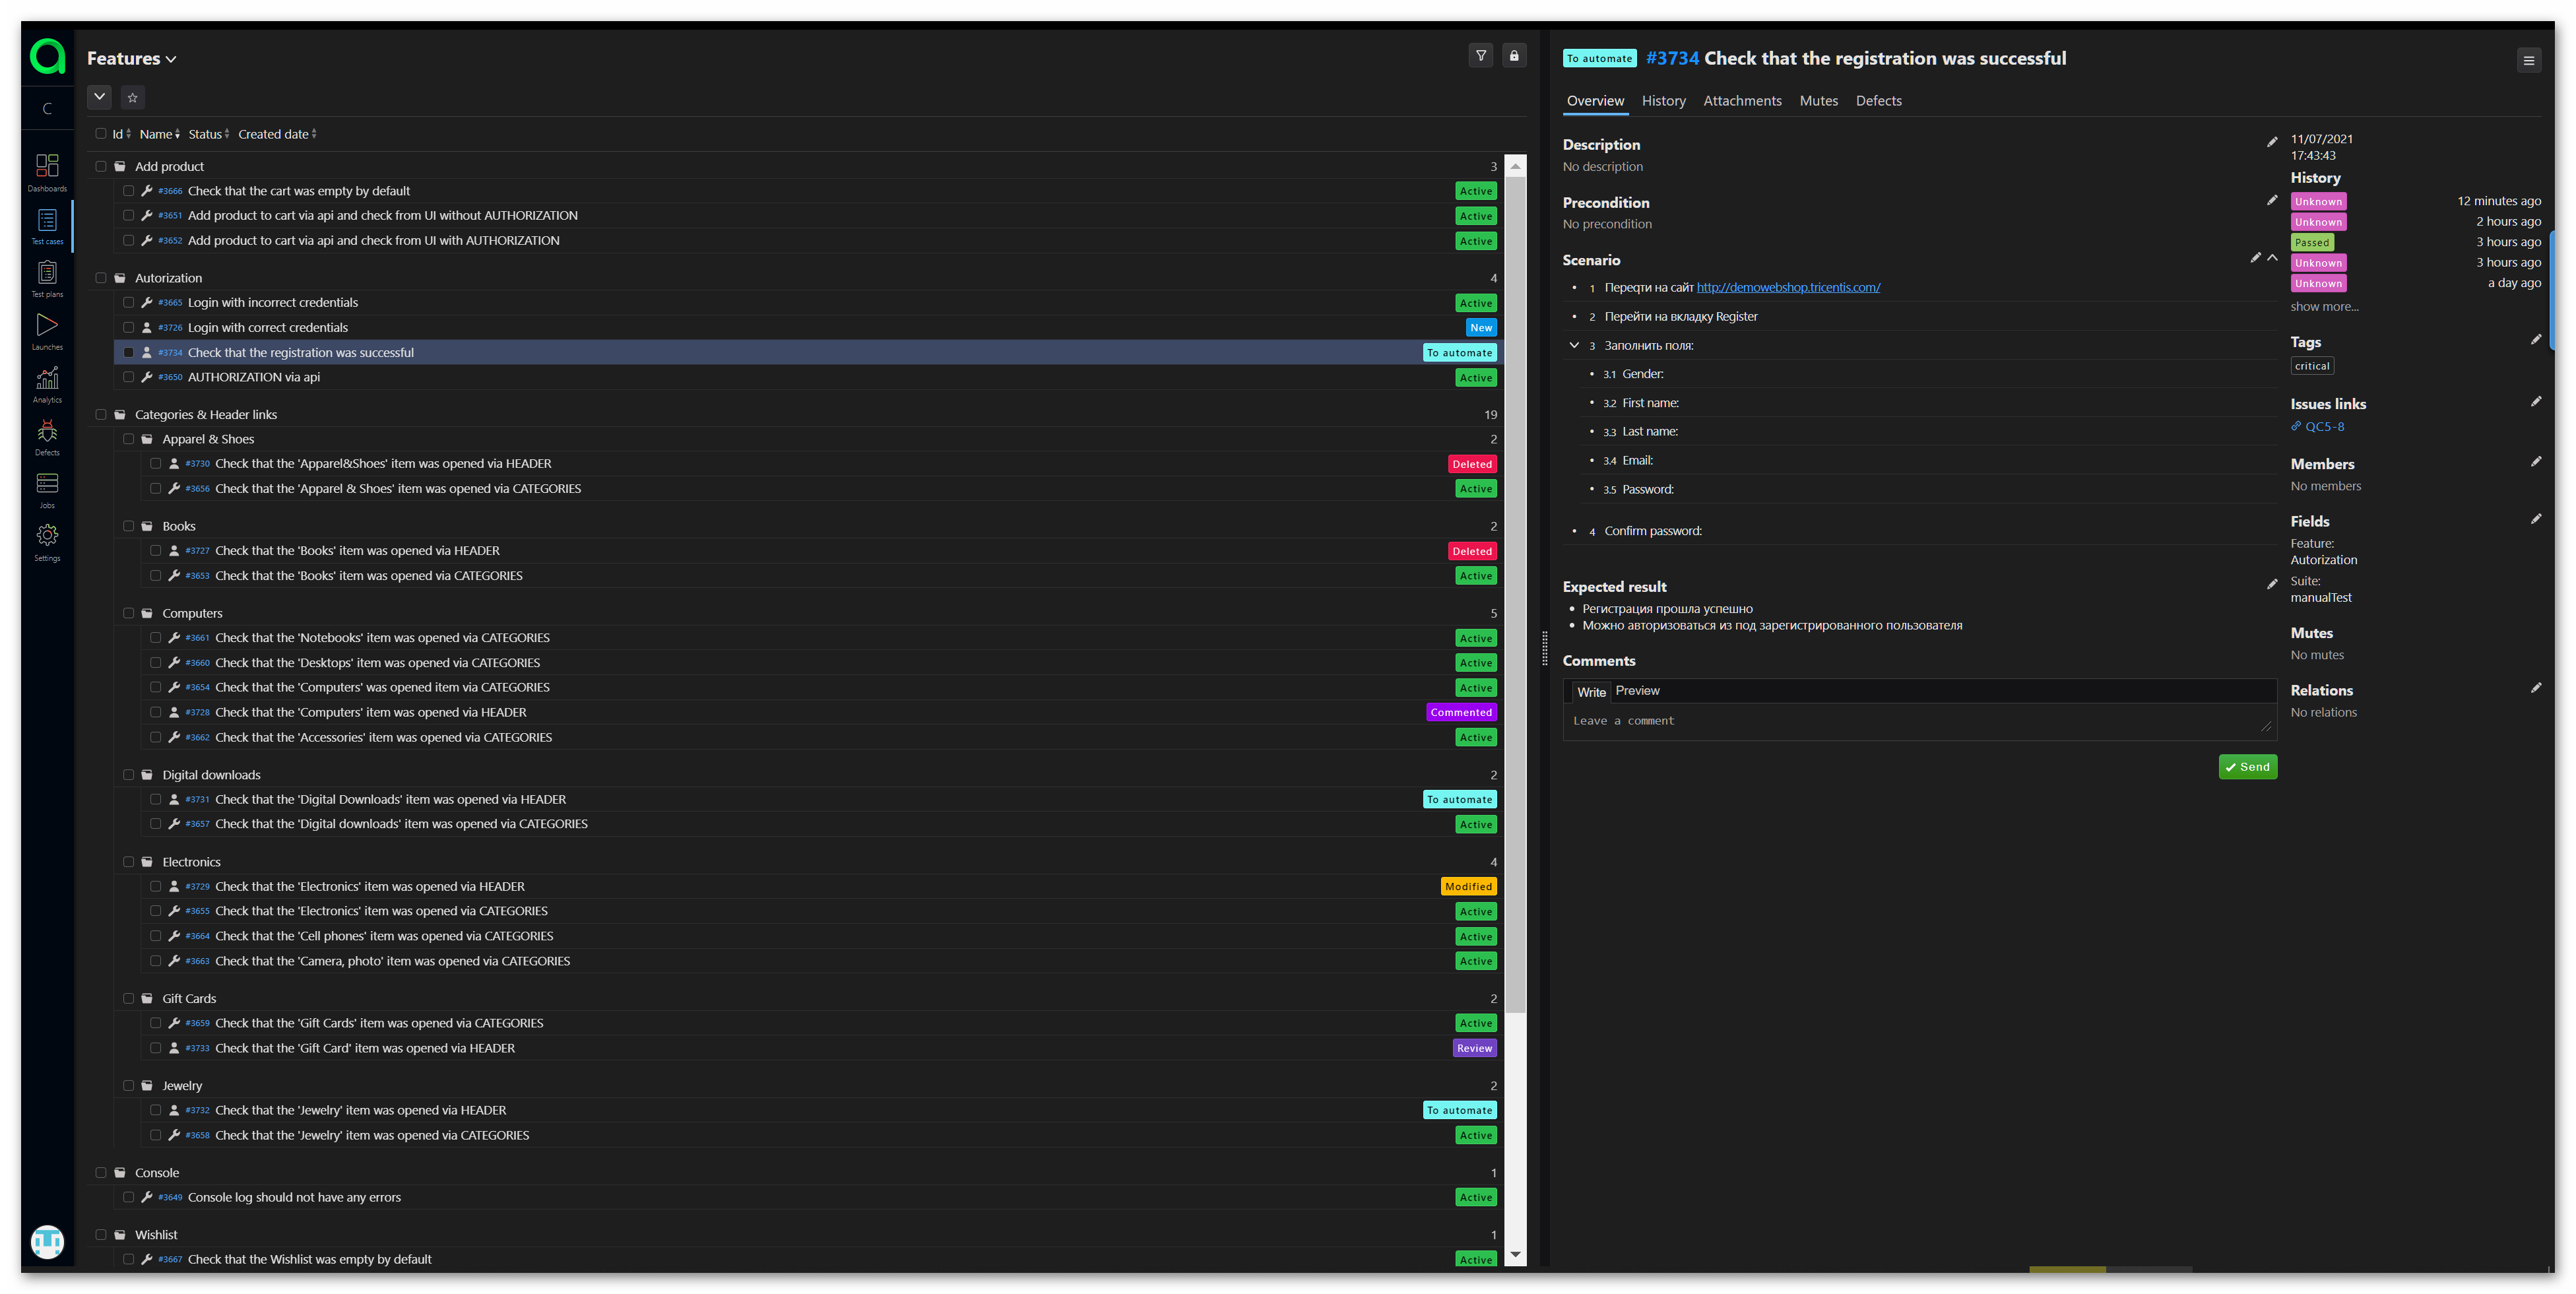 C
Dashboards
Test cases
Test plans
Launches
Analytics
Defects
Jobs
Settings
Features
Id Name Status Created date
Add product 3
#3666 Check that the cart was empty by default Active
#3651 Add product to cart via api and check from UI without AUTHORIZATION Active
#3652 Add product to cart via api and check from UI with AUTHORIZATION Active
Autorization 4
#3665 Login with incorrect credentials Active
#3726 Login with correct credentials New
#3734 Check that the registration was successful To automate
#3650 AUTHORIZATION via api Active
Categories & Header links 19
Apparel & Shoes 2
#3730 Check that the 'Apparel&Shoes' item was opened via HEADER Deleted
#3656 Check that the 'Apparel & Shoes' item was opened via CATEGORIES Active
Books 2
#3727 Check that the 'Books' item was opened via HEADER Deleted
#3653 Check that the 'Books' item was opened via CATEGORIES Active
Computers 5
#3661 Check that the 'Notebooks' item was opened via CATEGORIES Active
#3660 Check that the 'Desktops' item was opened via CATEGORIES Active
#3654 Check that the 'Computers' was opened item via CATEGORIES Active
#3728 Check that the 'Computers' item was opened via HEADER Commented
#3662 Check that the 'Accessories' item was opened via CATEGORIES Active
Digital downloads 2
#3731 Check that the 'Digital Downloads' item was opened via HEADER To automate
#3657 Check that the 'Digital downloads' item was opened via CATEGORIES Active
Electronics 4
#3729 Check that the 'Electronics' item was opened via HEADER Modified
#3655 Check that the 'Electronics' item was opened via CATEGORIES Active
#3664 Check that the 'Cell phones' item was opened via CATEGORIES Active
#3663 Check that the 'Camera, photo' item was opened via CATEGORIES Active
Gift Cards 2
#3659 Check that the 'Gift Cards' item was opened via CATEGORIES Active
#3733 Check that the 'Gift Card' item was opened via HEADER Review
Jewelry 2
#3732 Check that the 'Jewelry' item was opened via HEADER To automate
#3658 Check that the 'Jewelry' item was opened via CATEGORIES Active
Console 1
#3649 Console log should not have any errors Active
Wishlist 1
#3667 Check that the Wishlist was empty by default Active
To automate #3734 Check that the registration was successful
Overview History Attachments Mutes Defects
Description
No description
Precondition
No precondition
Scenario
1 Переqти на сайт http://demowebshop.tricentis.com/
2 Перейти на вкладку Register
3 Заполнить поля:
3.1 Gender:
3.2 First name:
3.3 Last name:
3.4 Email:
3.5 Password:
4 Confirm password:
Expected result
Регистрация прошла успешно
Можно авторизоваться из под зарегистрированного пользователя
Comments
Write Preview
Leave a comment
Send
11/07/2021
17:43:43
History
Unknown 12 minutes ago
Unknown 2 hours ago
Passed 3 hours ago
Unknown 3 hours ago
Unknown a day ago
show more...
Tags
critical
Issues links
QC5-8
Members
No members
Fields
Feature:
Autorization
Suite:
manualTest
Mutes
No mutes
Relations
No relations